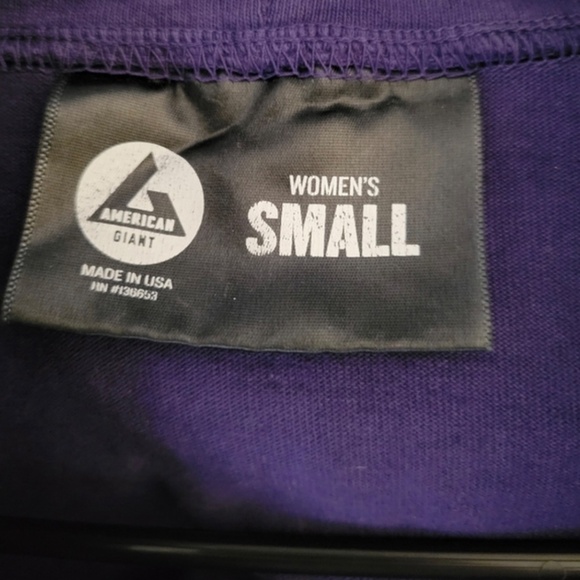 AMERICAN
GIANT
MADE IN USA
RN #136653
WOMEN'S
SMALL